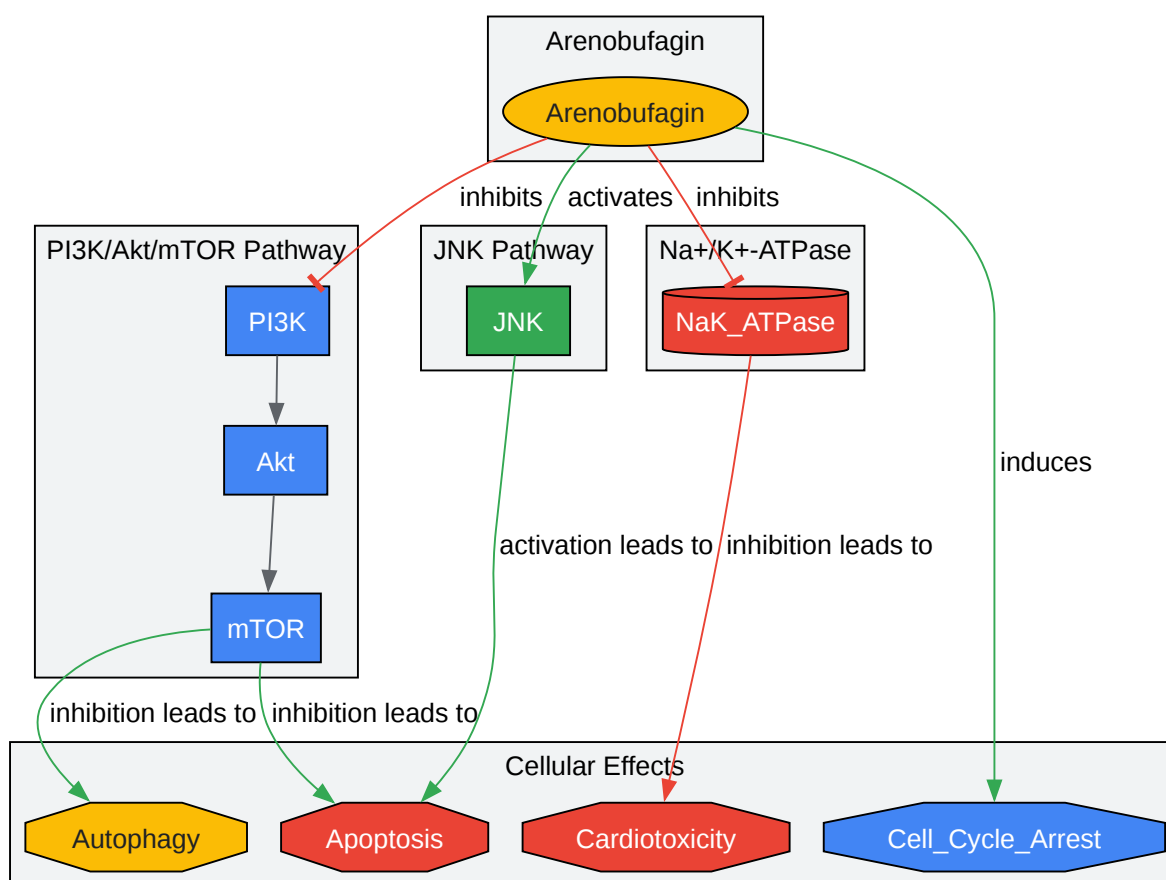 Arenobufagin
Arenobufagin
inhibits
activates
inhibits
PI3K/Akt/mTOR Pathway
JNK Pathway
Na+/K+-ATPase
PI3K
JNK
NaK_ATPase
Akt
induces
activation leads to
inhibition leads to
mTOR
inhibition leads to
inhibition leads to
Cellular Effects
Autophagy
Apoptosis
Cardiotoxicity
Cell_Cycle_Arrest